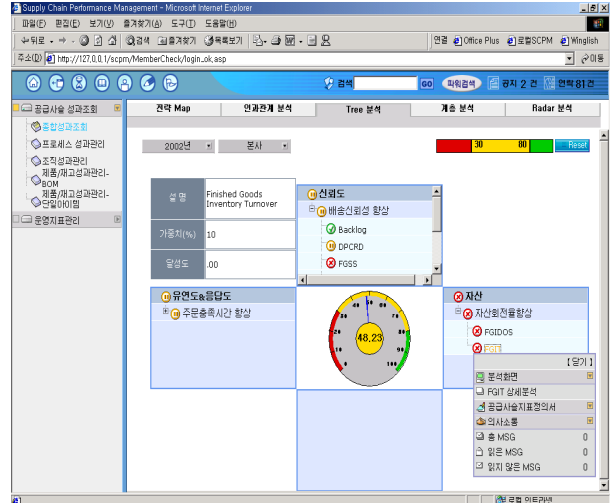 Supply Chain Performance Management - Microsoft Internet Explorer
파일(F) 편집(E) 보기(V) 즐겨찾기(A) 도구(T) 도움말(H)
뒤로 검색 즐겨찾기 목록보기 연결 Office Plus 로컬SCPM Winglish
주소(D) http://127.0.0.1/scpm/MemberCheck/login_ok.asp 이동
검색 GO 파워검색 공지 2 건 연락 81 건
공급사슬 성과조회
종합성과조회
프로세스 성과관리
조직성과관리
제품/재고성과관리-BOM
제품/재고성과관리-단일아이템
운영지표관리
전략 Map 인과관계 분석 Tree 분석 계층 분석 Radar 분석
2002년 본사 30 80 Reset
설 명 Finished Goods Inventory Turnover
가중치(%) 10
달성도 .00
신뢰도
배송신뢰성 향상
Backlog
DPCRD
FGSS
유연도&응답도
주문충족시간 향상
48.23
자산
자산회전율향상
FGIDOS
FGIT
[닫기]
분석화면
FGIT 상세분석
공급사슬지표정의서
의사소통
총 MSG 0
읽은 MSG 0
읽지 않은 MSG 0
로컬 인트라넷